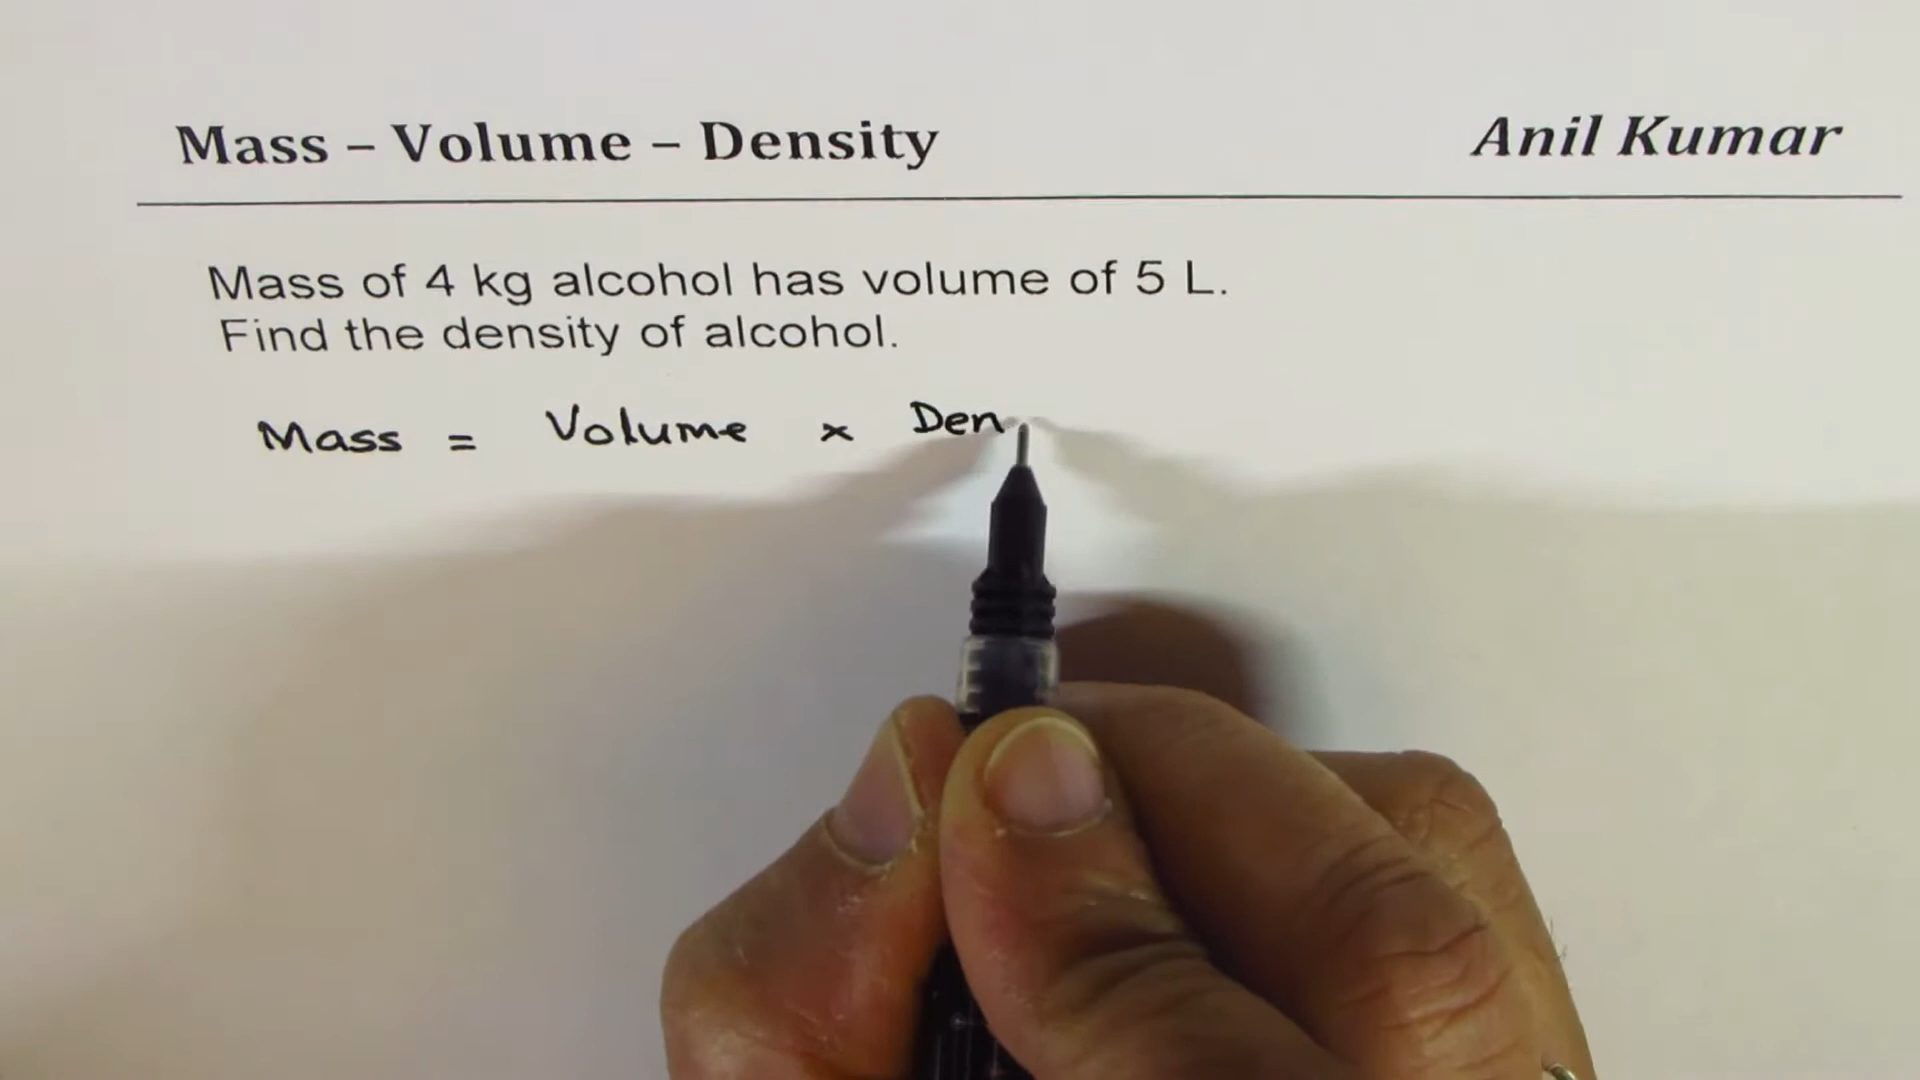 Mass – Volume – Density
Anil Kumar
Mass of 4 kg alcohol has volume of 5 L.
Find the density of alcohol.
Mass = Volume × Den